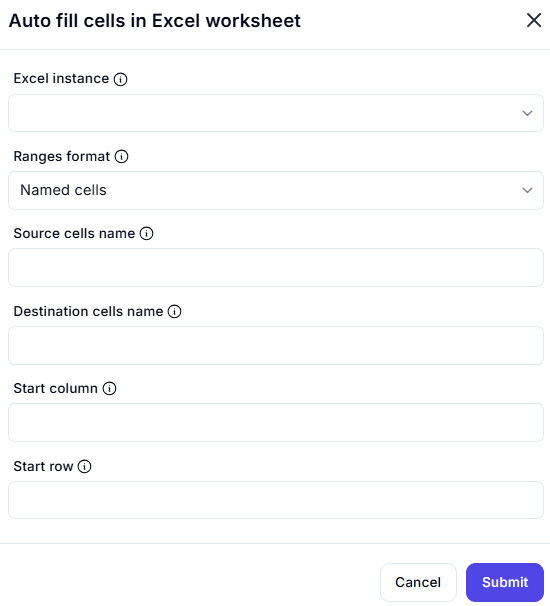 Auto fill cells in Excel worksheet
Excel instance
Ranges format
Named cells
Source cells name
Destination cells name
Start column
Start row
Cancel Submit